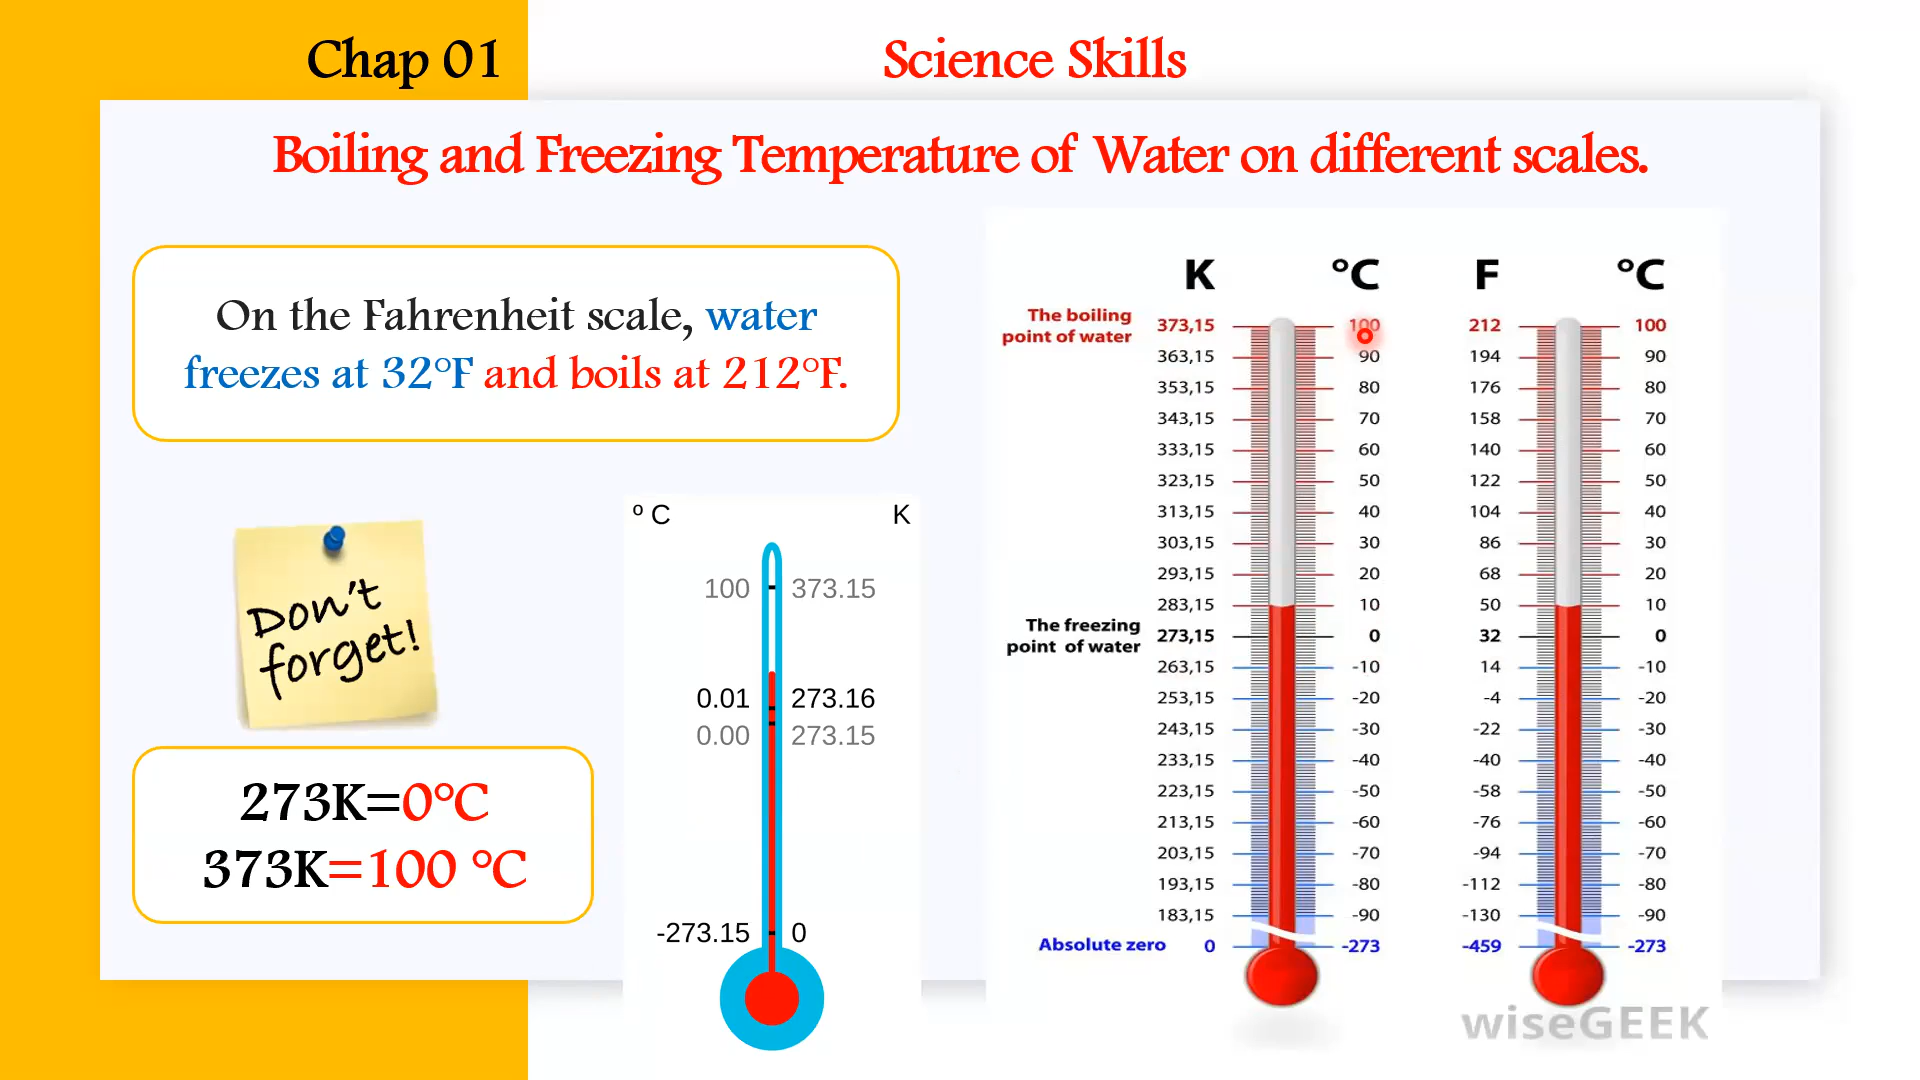 Chap 01
Science Skills
Boiling and Freezing Temperature of Water on different scales.
On the Fahrenheit scale, water
freezes at 32°F and boils at 212°F.
Don't
forget!
273K=0°C
373K=100 °C
º C K
100 373.15
0.01 273.16
0.00 273.15
-273.15 0
K °C F °C
The boiling
point of water
373,15 100 212 100
363,15 90 194 90
353,15 80 176 80
343,15 70 158 70
333,15 60 140 60
323,15 50 122 50
313,15 40 104 40
303,15 30 86 30
293,15 20 68 20
283,15 10 50 10
The freezing
point of water
273,15 0 32 0
263,15 -10 14 -10
253,15 -20 -4 -20
243,15 -30 -22 -30
233,15 -40 -40 -40
223,15 -50 -58 -50
213,15 -60 -76 -60
203,15 -70 -94 -70
193,15 -80 -112 -80
183,15 -90 -130 -90
Absolute zero 0 -273 -459 -273
wiseGEEK